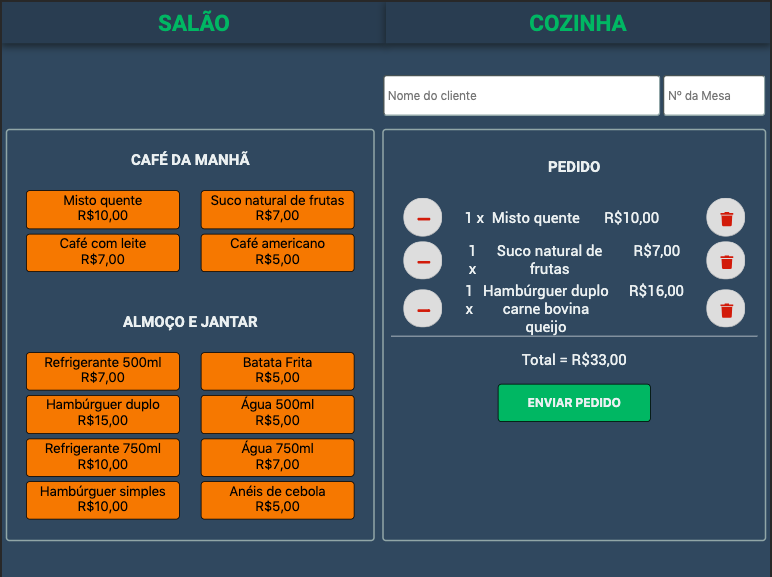 SALÃO
COZINHA
Nome do cliente
Nº da Mesa
CAFÉ DA MANHÃ
Misto quente
R$10,00
Suco natural de frutas
R$7,00
Café com leite
R$7,00
Café americano
R$5,00
ALMOÇO E JANTAR
Refrigerante 500ml
R$7,00
Batata Frita
R$5,00
Hambúrguer duplo
R$15,00
Água 500ml
R$5,00
Refrigerante 750ml
R$10,00
Água 750ml
R$7,00
Hambúrguer simples
R$10,00
Anéis de cebola
R$5,00
PEDIDO
1 x Misto quente R$10,00
1 x Suco natural de R$7,00
frutas
1 x Hambúrguer duplo R$16,00
carne bovina
queijo
Total = R$33,00
ENVIAR PEDIDO